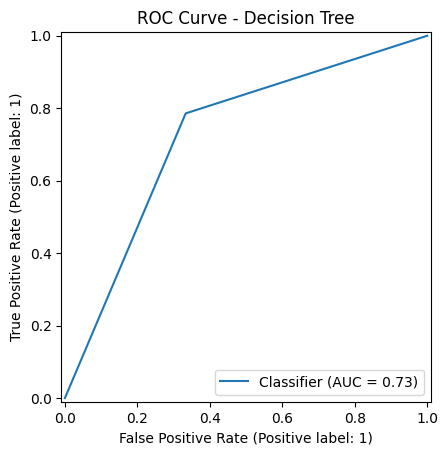 ROC Curve - Decision Tree
1.0
0.8
0.6
0.4
0.2
0.0
True Positive Rate (Positive label: 1)
Classifier (AUC = 0.73)
0.0 0.2 0.4 0.6 0.8 1.0
False Positive Rate (Positive label: 1)